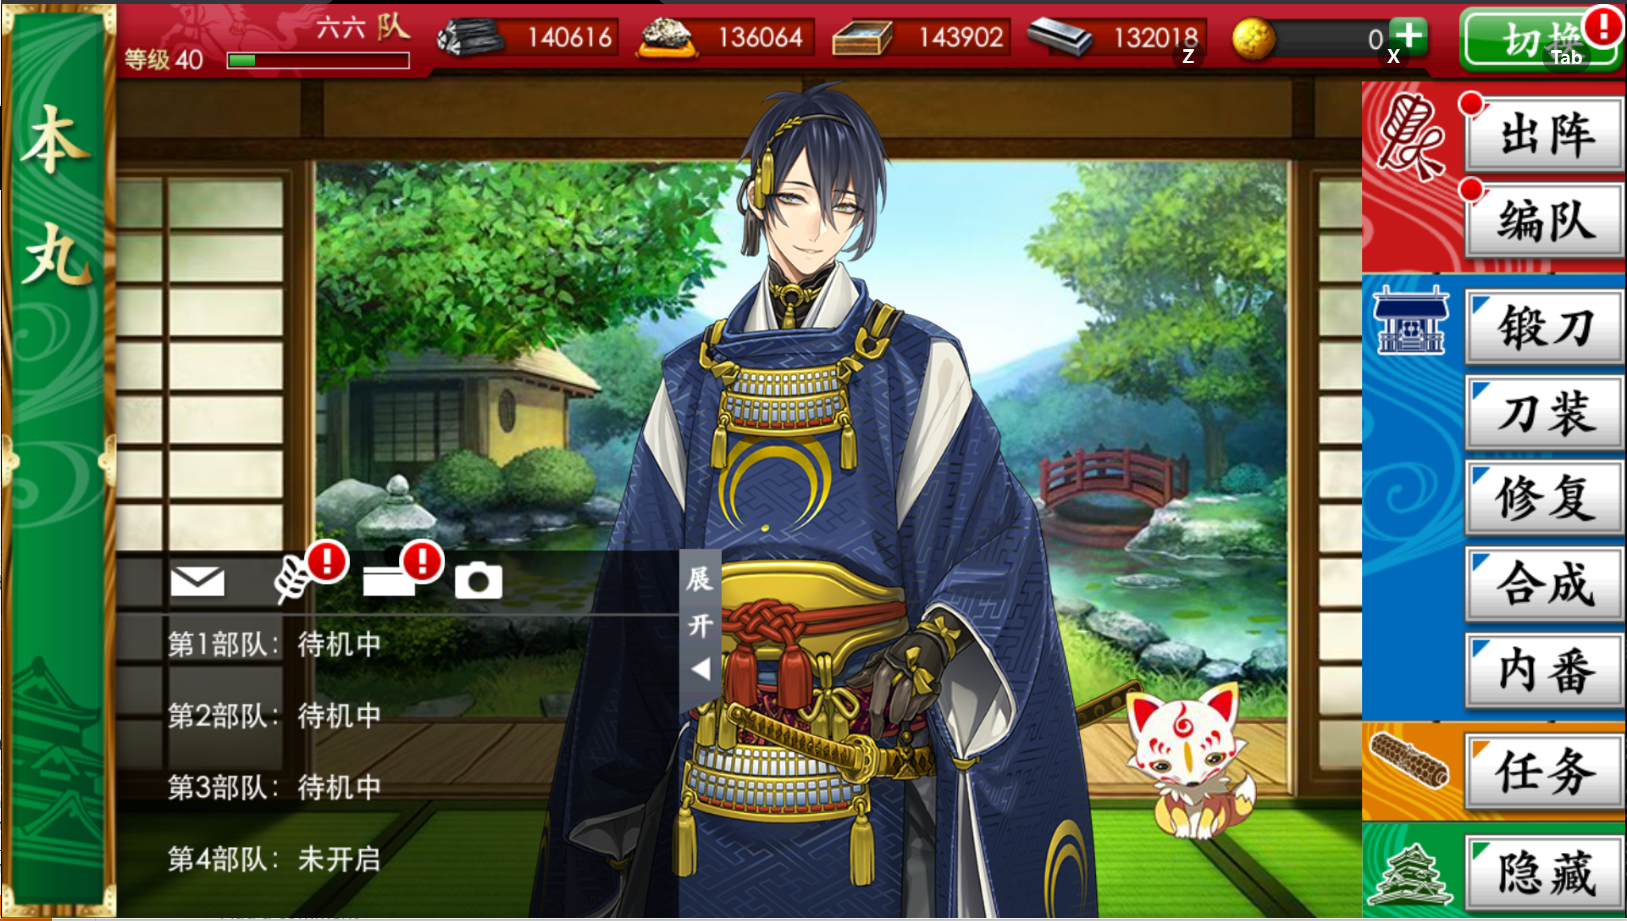 六六 队
等级 40
140616
136064
143902
132018
0
Z
X
切换
Tab
本丸
出阵
编队
锻刀
刀装
修复
合成
内番
任务
隐藏
展开
第1部队：待机中
第2部队：待机中
第3部队：待机中
第4部队：未开启